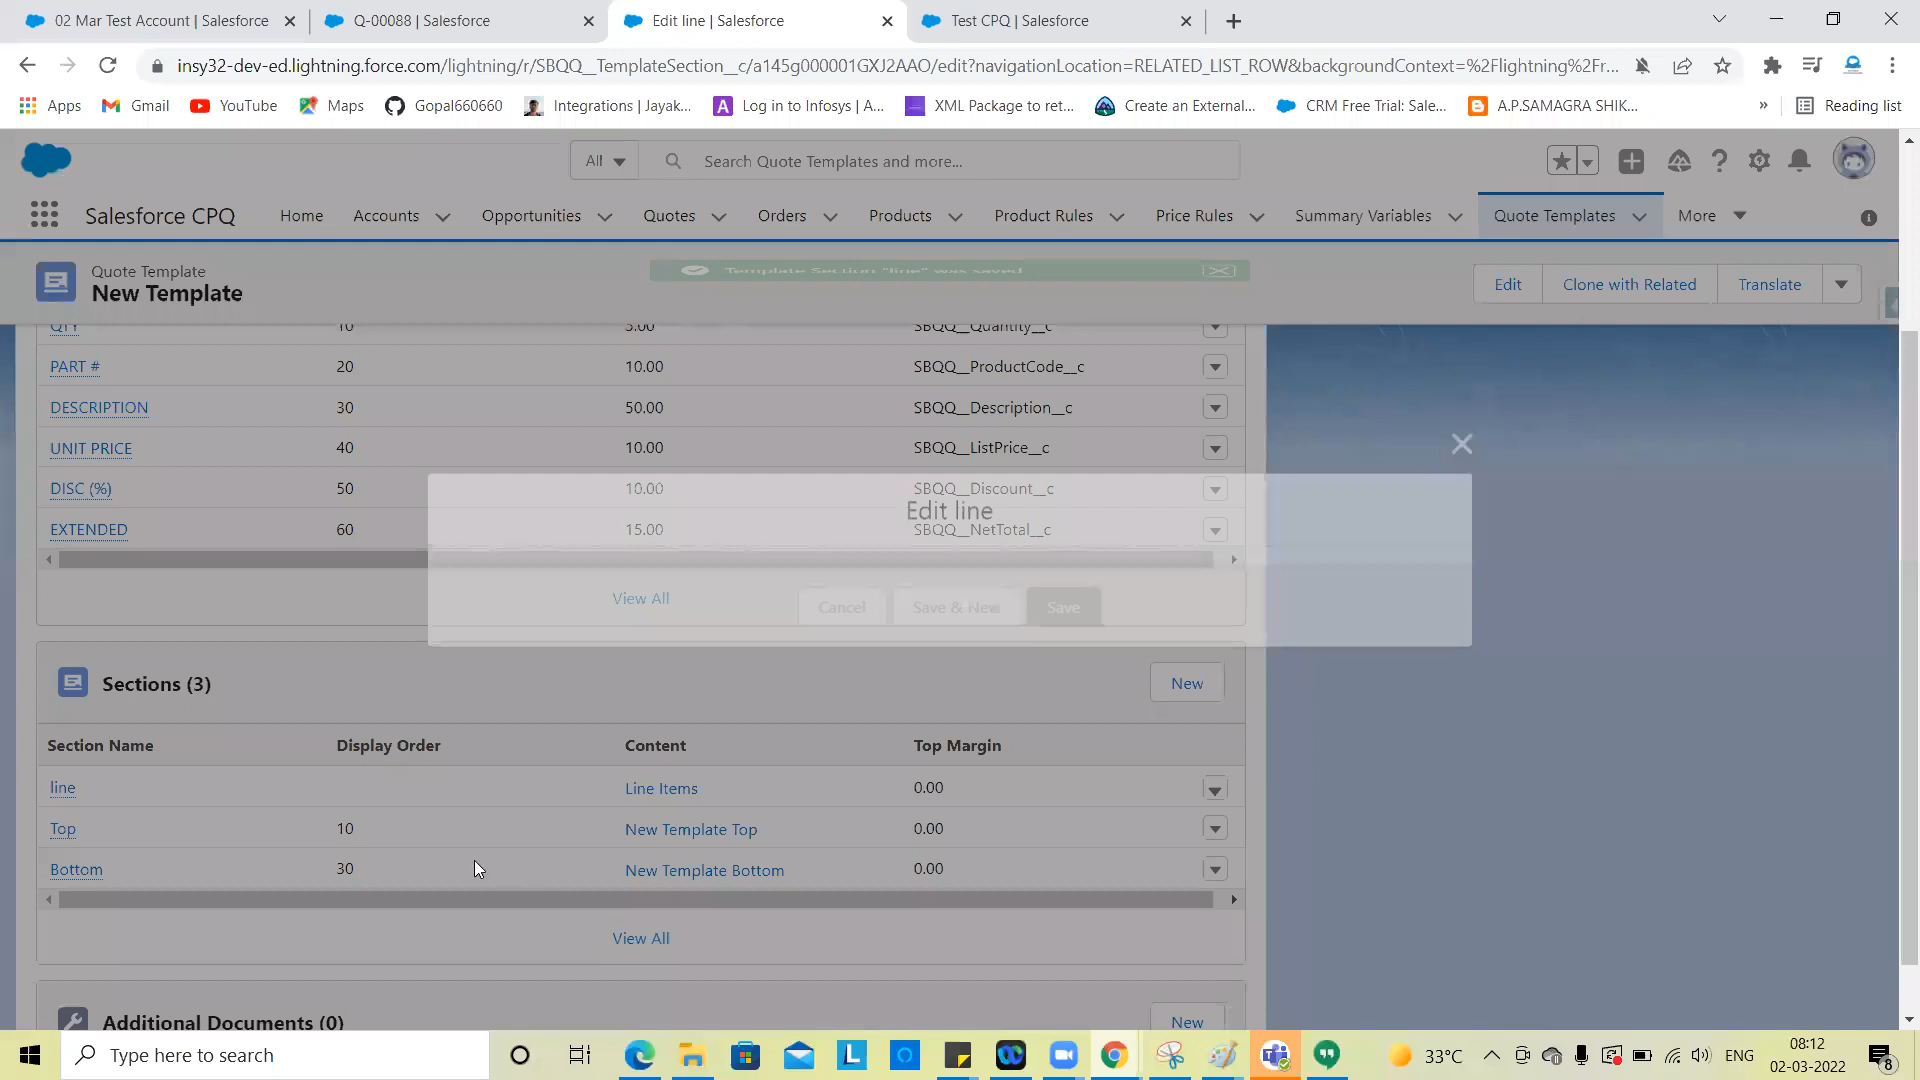 02 Mar Test Account | Salesforce
Q-00088 | Salesforce
Edit line | Salesforce
Test CPQ | Salesforce
insy32-dev-ed.lightning.force.com/lightning/r/SBQQ__TemplateSection__c/a145g000001GXJ2AAO/edit?navigationLocation=RELATED_LIST_ROW&backgroundContext=%2Flightning%2Fr...
Apps
Gmail
YouTube
Maps
Gopal660660
Integrations | Jayak...
Log in to Infosys | A...
XML Package to ret...
Create an External...
CRM Free Trial: Sale...
A.P.SAMAGRA SHIK...
»
Reading list
All
Search Quote Templates and more...
Salesforce CPQ
Home
Accounts
Opportunities
Quotes
Orders
Products
Product Rules
Price Rules
Summary Variables
Quote Templates
More
Quote Template
New Template
Template Section "line" was saved
Edit
Clone with Related
Translate
QTY 10 5.00 SBQQ__Quantity__c
PART # 20 10.00 SBQQ__ProductCode__c
DESCRIPTION 30 50.00 SBQQ__Description__c
UNIT PRICE 40 10.00 SBQQ__ListPrice__c
DISC (%) 50 10.00 SBQQ__Discount__c
Edit line
EXTENDED 60 15.00 SBQQ__NetTotal__c
View All
Cancel
Save & New
Save
Sections (3)
New
Section Name Display Order Content Top Margin
line Line Items 0.00
Top 10 New Template Top 0.00
Bottom 30 New Template Bottom 0.00
View All
Additional Documents (0)
New
Type here to search
33°C
ENG
08:12
02-03-2022
8